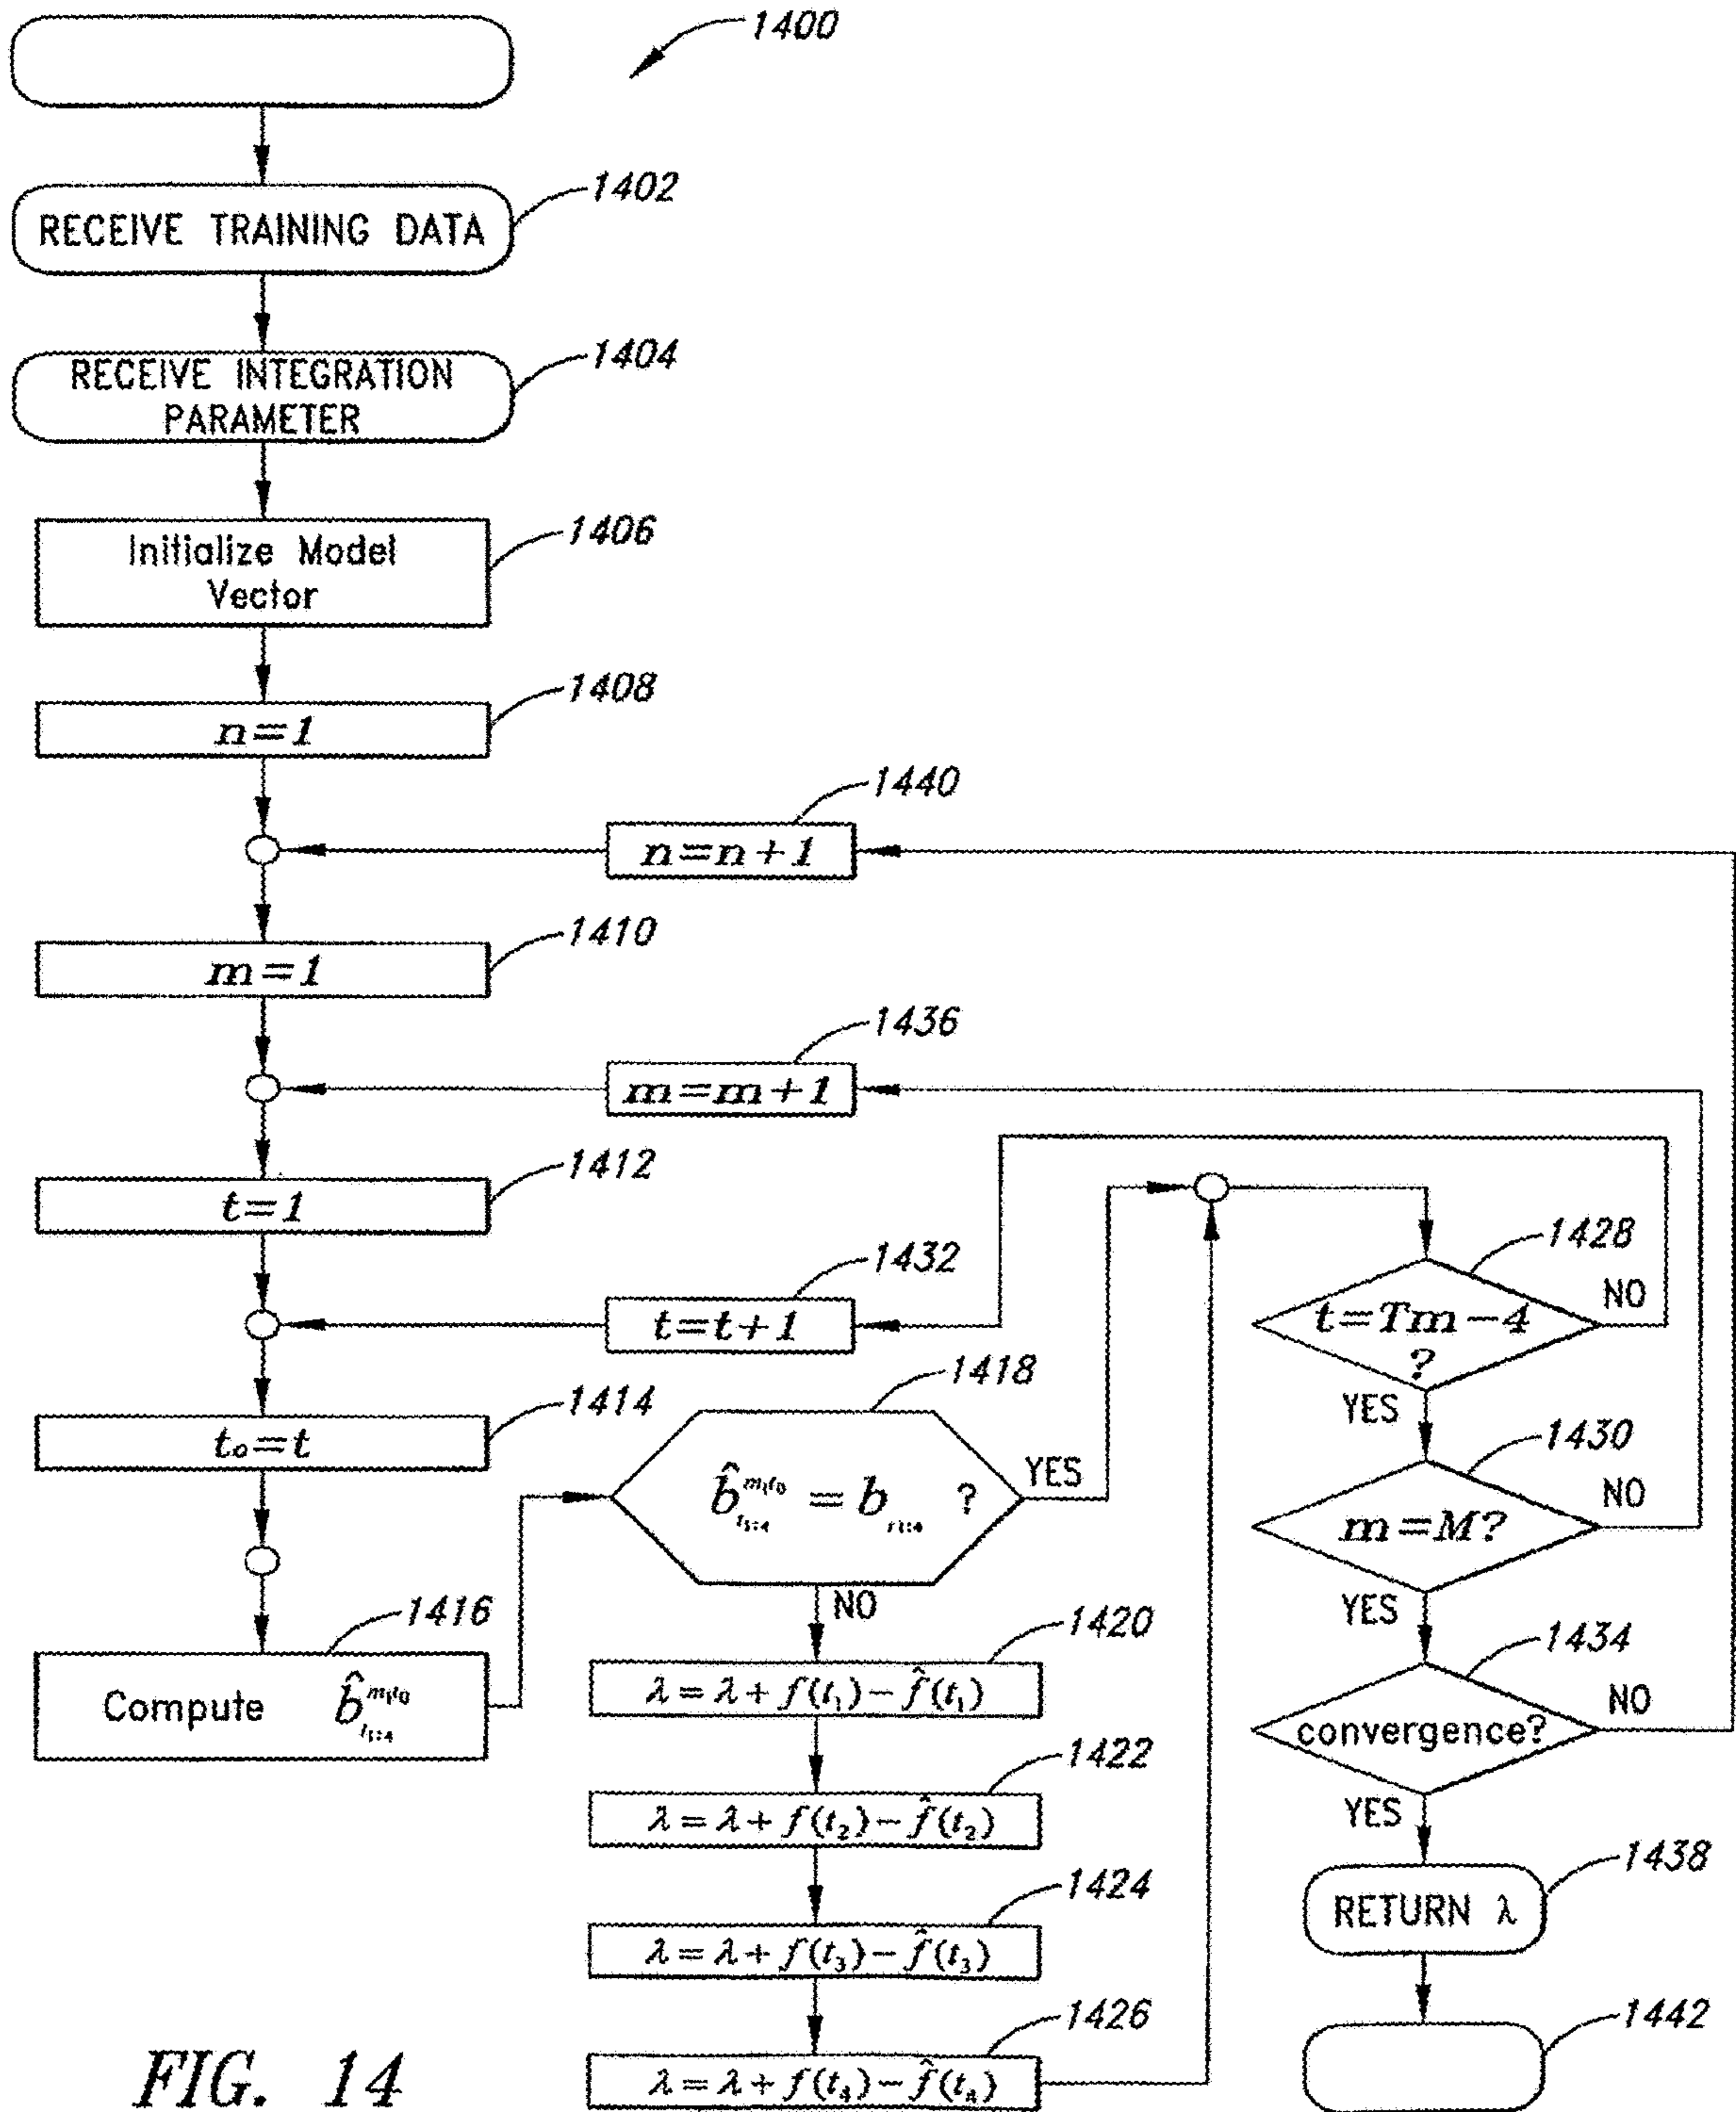 1400
1402
RECEIVE TRAINING DATA
1404
RECEIVE INTEGRATION
PARAMETER
1406
Initialize Model
Vector
1408
n=1
1440
n=n+1
1410
m=1
1436
m=m+1
1412
t=1
1432
t=t+1
1428
t=Tm-4
?
NO
YES
1414
t₀=t
1418
b̂ = b ?
YES
NO
1430
m=M?
NO
YES
1416
Compute b̂
1420
λ=λ+f(t₁)-f̂(t₁)
1434
convergence?
NO
YES
1422
λ=λ+f(t₂)-f̂(t₂)
1424
λ=λ+f(t₃)-f̂(t₃)
1438
RETURN λ
1426
λ=λ+f(t₄)-f̂(t₄)
1442
FIG. 14